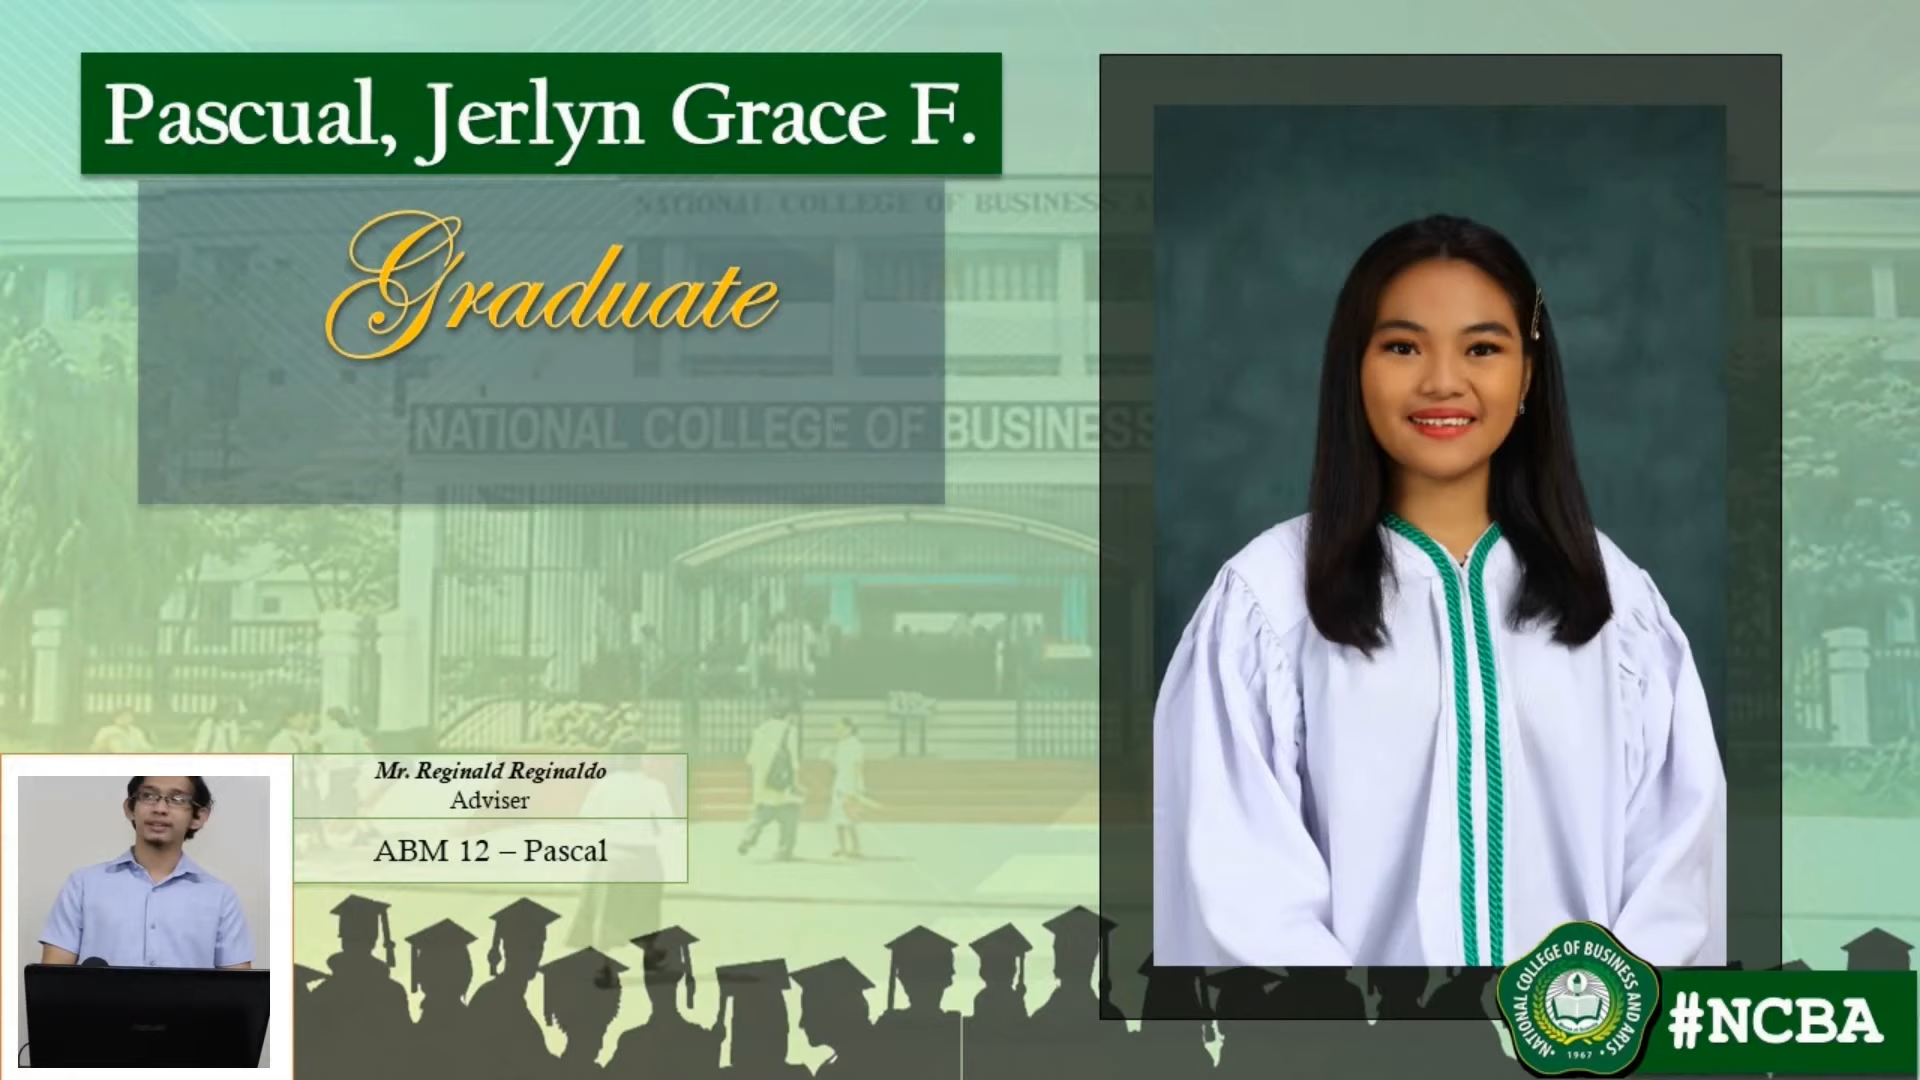 Pascual, Jerlyn Grace F.
Graduate
NATIONAL COLLEGE OF BUSINESS A
NATIONAL COLLEGE OF BUSINESS
Mr. Reginald Reginaldo
Adviser
ABM 12 – Pascal
NATIONAL COLLEGE OF BUSINESS AND ARTS
• 1967 •
#NCBA